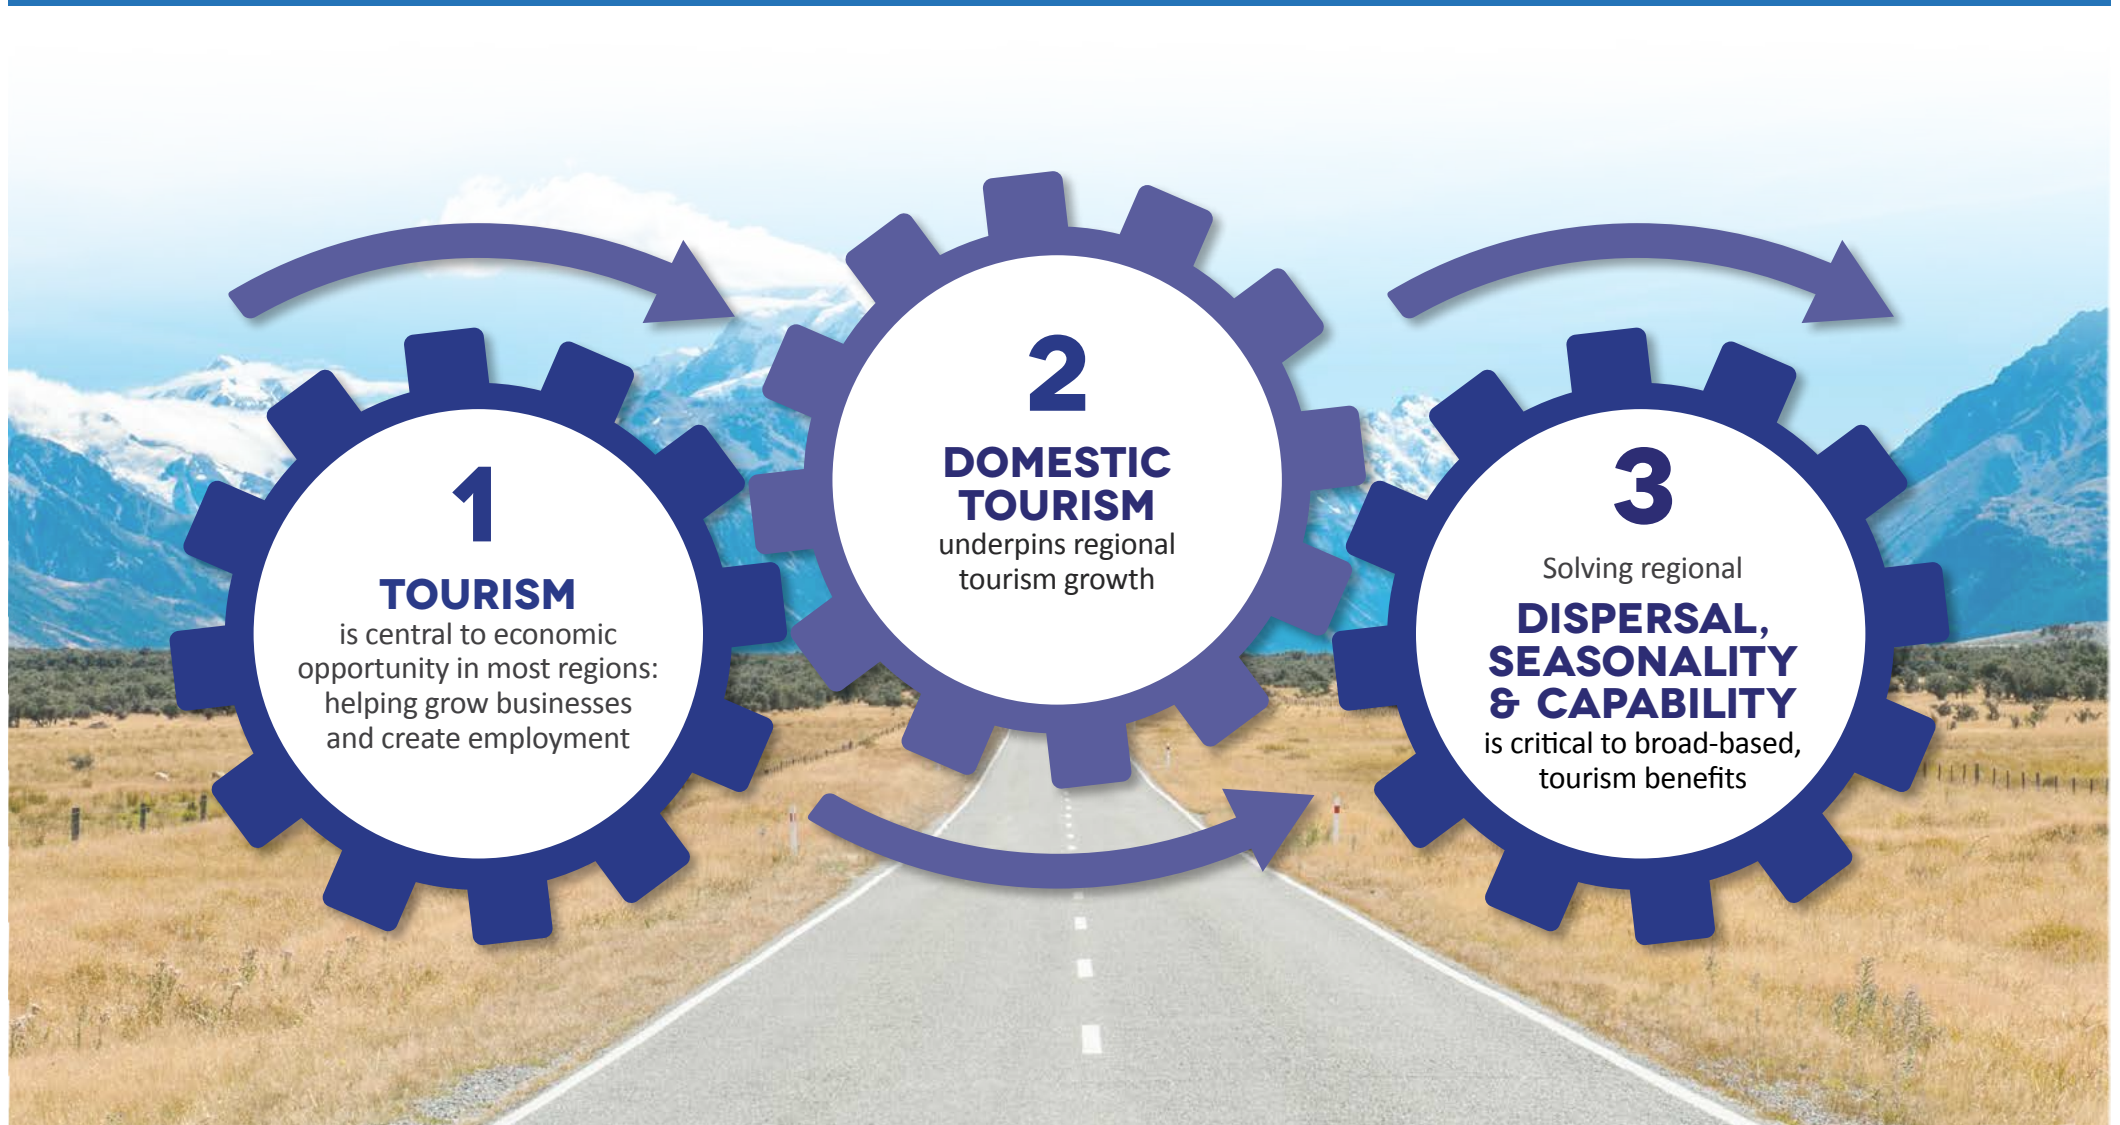 1
TOURISM
is central to economic
opportunity in most regions:
helping grow businesses
and create employment
2
DOMESTIC
TOURISM
underpins regional
tourism growth
3
Solving regional
DISPERSAL,
SEASONALITY
& CAPABILITY
is critical to broad-based,
tourism benefits